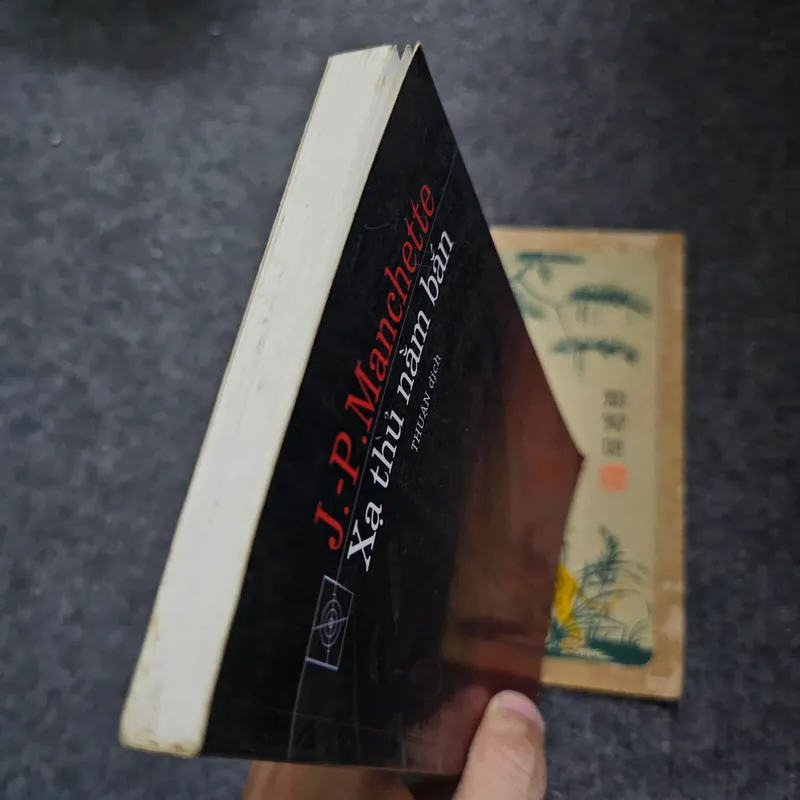 J.-P. Manchette
Xạ thủ nằm bắn
THUẬN dịch